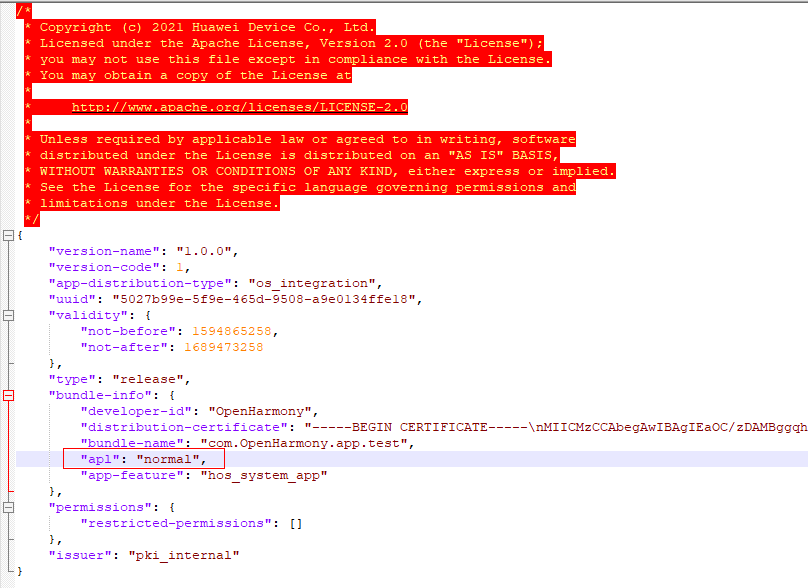 /*
* Copyright (c) 2021 Huawei Device Co., Ltd.
* Licensed under the Apache License, Version 2.0 (the "License");
* you may not use this file except in compliance with the License.
* You may obtain a copy of the License at
*
* http://www.apache.org/licenses/LICENSE-2.0
*
* Unless required by applicable law or agreed to in writing, software
* distributed under the License is distributed on an "AS IS" BASIS,
* WITHOUT WARRANTIES OR CONDITIONS OF ANY KIND, either express or implied.
* See the License for the specific language governing permissions and
* limitations under the License.
*/
{
"version-name": "1.0.0",
"version-code": 1,
"app-distribution-type": "os_integration",
"uuid": "5027b99e-5f9e-465d-9508-a9e0134ffe18",
"validity": {
"not-before": 1594865258,
"not-after": 1689473258
},
"type": "release",
"bundle-info": {
"developer-id": "OpenHarmony",
"distribution-certificate": "-----BEGIN CERTIFICATE-----\nMIICMzCCAbegAwIBAgIEaOC/zDAMBggqh
"bundle-name": "com.OpenHarmony.app.test",
"apl": "normal",
"app-feature": "hos_system_app"
},
"permissions": {
"restricted-permissions": []
},
"issuer": "pki_internal"
}